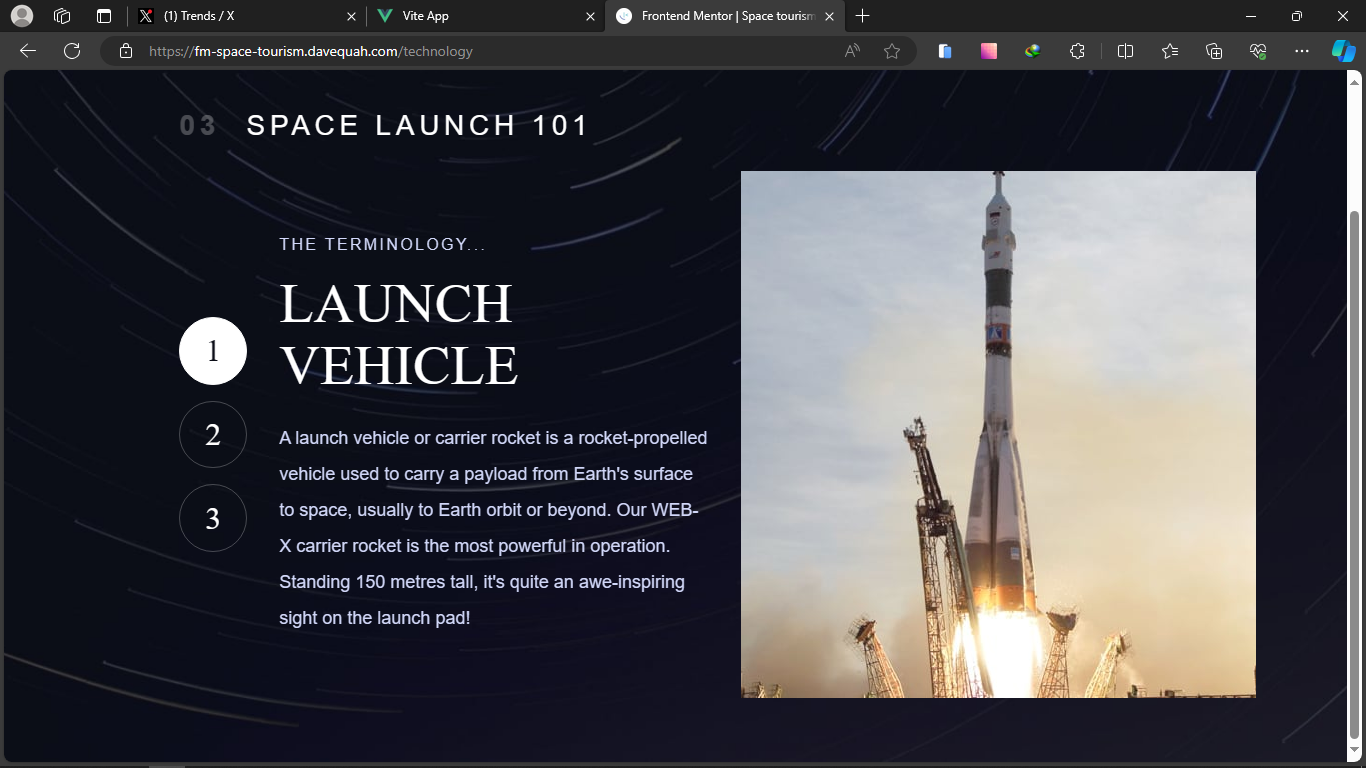 (1) Trends / X
Vite App
Frontend Mentor | Space tourism
https://fm-space-tourism.davequah.com/technology
03 SPACE LAUNCH 101
THE TERMINOLOGY...
LAUNCH
VEHICLE
1
2
3
A launch vehicle or carrier rocket is a rocket-propelled
vehicle used to carry a payload from Earth's surface
to space, usually to Earth orbit or beyond. Our WEB-
X carrier rocket is the most powerful in operation.
Standing 150 metres tall, it's quite an awe-inspiring
sight on the launch pad!